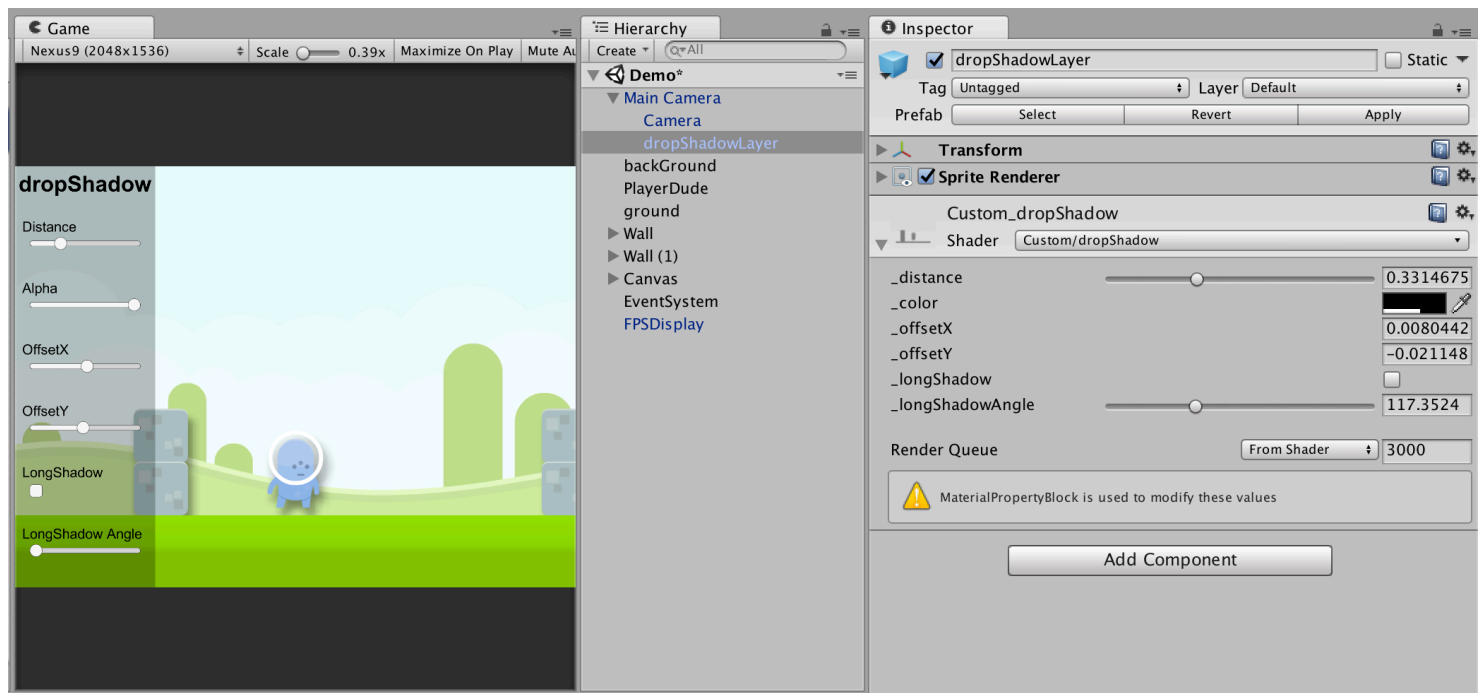 Game
Nexus9 (2048x1536) Scale 0.39x Maximize On Play Mute Au
dropShadow
Distance
Alpha
OffsetX
OffsetY
LongShadow
LongShadow Angle
Hierarchy
Create All
Demo*
Main Camera
Camera
dropShadowLayer
backGround
PlayerDude
ground
Wall
Wall (1)
Canvas
EventSystem
FPSDisplay
Inspector
dropShadowLayer Static
Tag Untagged Layer Default
Prefab Select Revert Apply
Transform
Sprite Renderer
Custom_dropShadow
Shader Custom/dropShadow
_distance 0.3314675
_color
_offsetX 0.0080442
_offsetY -0.021148
_longShadow
_longShadowAngle 117.3524
Render Queue From Shader 3000
MaterialPropertyBlock is used to modify these values
Add Component